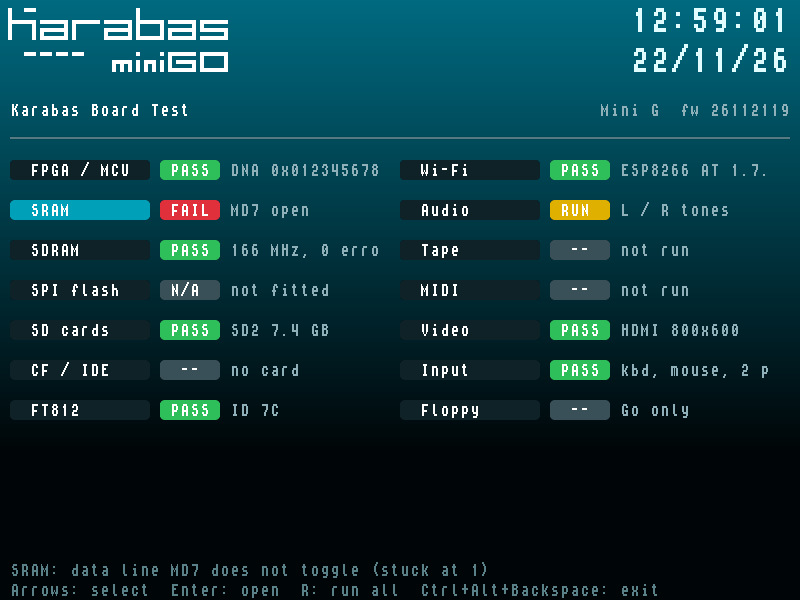 Karabas
miniGO
12:59:01
22/11/26
Karabas Board Test
Mini G fw 26112119
FPGA / MCU PASS DNA 0x012345678
Wi-Fi PASS ESP8266 AT 1.7.
SRAM FAIL MD7 open
Audio RUN L / R tones
SDRAM PASS 166 MHz, 0 erro
Tape -- not run
SPI flash N/A not fitted
MIDI -- not run
SD cards PASS SD2 7.4 GB
Video PASS HDMI 800x600
CF / IDE -- no card
Input PASS kbd, mouse, 2 p
FT812 PASS ID 7C
Floppy -- Go only
SRAM: data line MD7 does not toggle (stuck at 1)
Arrows: select Enter: open R: run all Ctrl+Alt+Backspace: exit